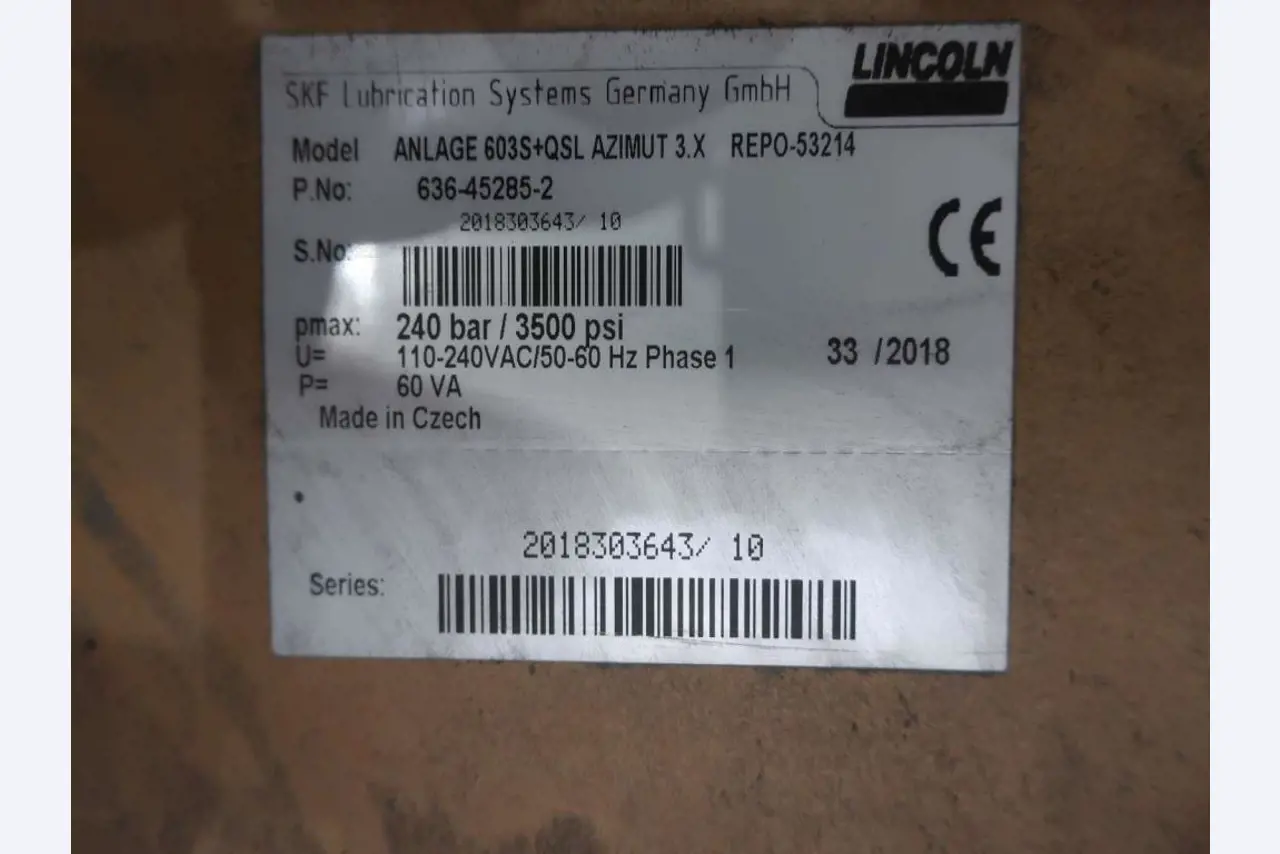 LINCOLN
SKF Lubrication Systems Germany GmbH
Model ANLAGE 603S+QSL AZIMUT 3.X REPO-53214
P.No: 636-45285-2
2018303643/ 10
S.No:
pmax: 240 bar / 3500 psi
U= 110-240VAC/50-60 Hz Phase 1 33 /2018
P= 60 VA
Made in Czech
CE
2018303643/ 10
Series: